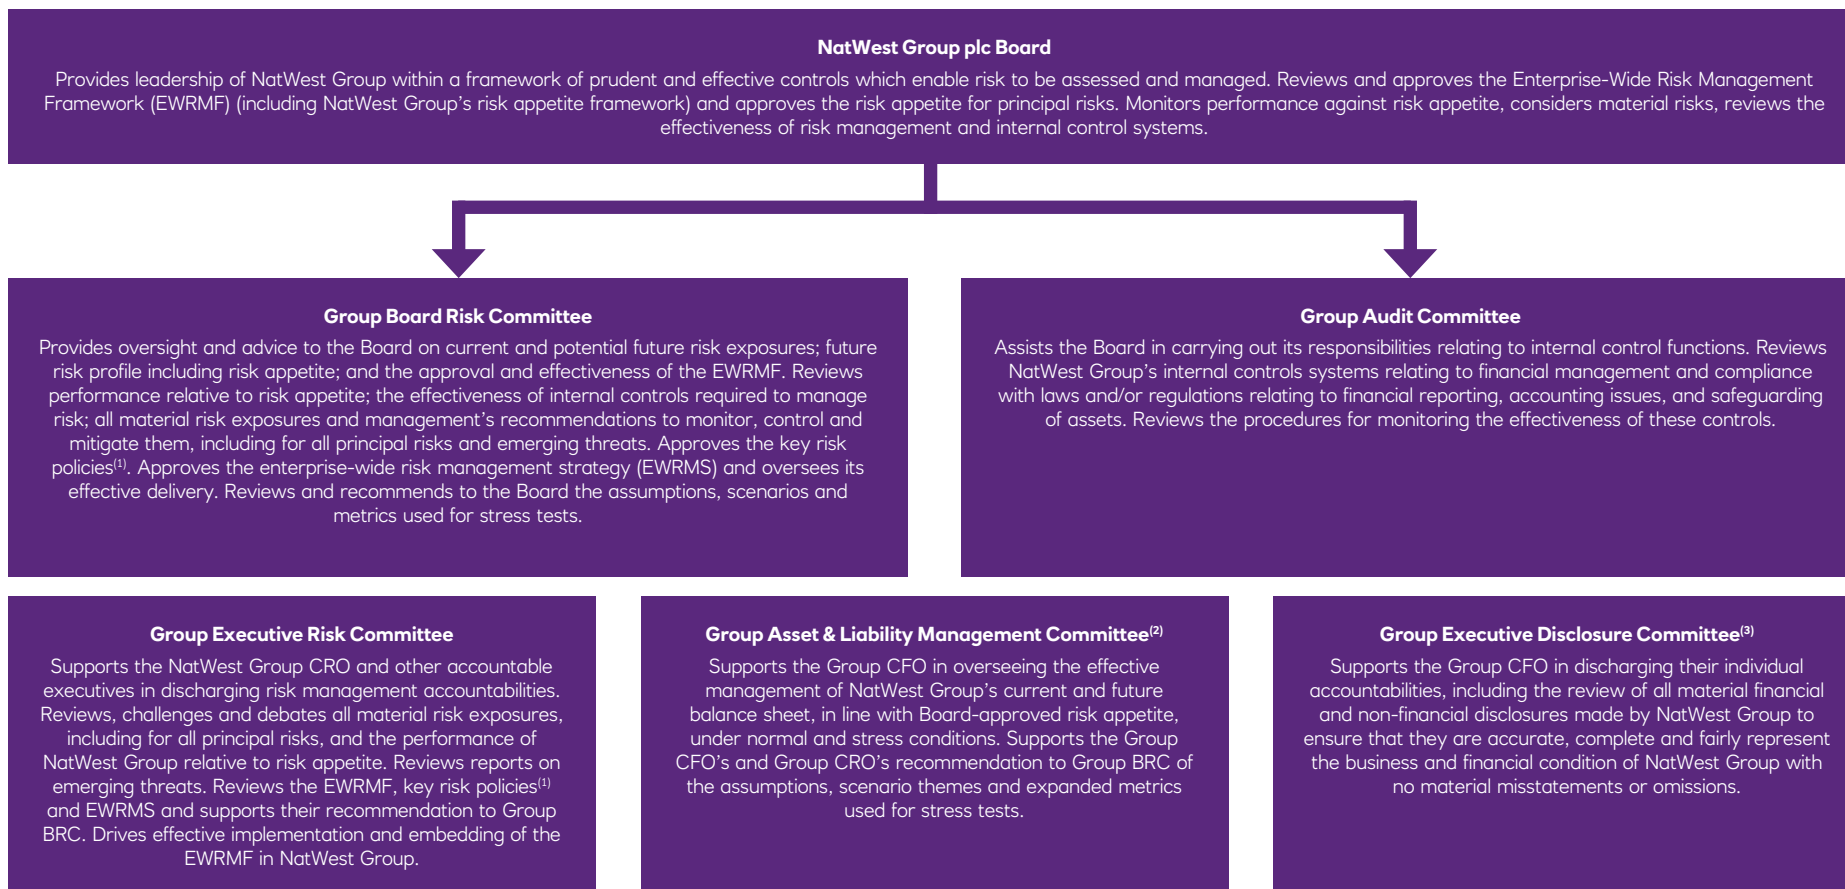 NatWest Group plc Board
Provides leadership of NatWest Group within a framework of prudent and effective controls which enable risk to be assessed and managed. Reviews and approves the Enterprise-Wide Risk Management
Framework (EWRMF) (including NatWest Group's risk appetite framework) and approves the risk appetite for principal risks. Monitors performance against risk appetite, considers material risks, reviews the
effectiveness of risk management and internal control systems.
Group Board Risk Committee
Provides oversight and advice to the Board on current and potential future risk exposures; future
risk profile including risk appetite; and the approval and effectiveness of the EWRMF. Reviews
performance relative to risk appetite; the effectiveness of internal controls required to manage
risk; all material risk exposures and management's recommendations to monitor, control and
mitigate them, including for all principal risks and emerging threats. Approves the key risk
policies(1). Approves the enterprise-wide risk management strategy (EWRMS) and oversees its
effective delivery. Reviews and recommends to the Board the assumptions, scenarios and
metrics used for stress tests.
Group Audit Committee
Assists the Board in carrying out its responsibilities relating to internal control functions. Reviews
NatWest Group's internal controls systems relating to financial management and compliance
with laws and/or regulations relating to financial reporting, accounting issues, and safeguarding
of assets. Reviews the procedures for monitoring the effectiveness of these controls.
Group Executive Risk Committee
Supports the NatWest Group CRO and other accountable
executives in discharging risk management accountabilities.
Reviews, challenges and debates all material risk exposures,
including for all principal risks, and the performance of
NatWest Group relative to risk appetite. Reviews reports on
emerging threats. Reviews the EWRMF, key risk policies(1)
and EWRMS and supports their recommendation to Group
BRC. Drives effective implementation and embedding of the
EWRMF in NatWest Group.
Group Asset & Liability Management Committee(2)
Supports the Group CFO in overseeing the effective
management of NatWest Group's current and future
balance sheet, in line with Board-approved risk appetite,
under normal and stress conditions. Supports the Group
CFO's and Group CRO's recommendation to Group BRC of
the assumptions, scenario themes and expanded metrics
used for stress tests.
Group Executive Disclosure Committee(3)
Supports the Group CFO in discharging their individual
accountabilities, including the review of all material financial
and non-financial disclosures made by NatWest Group to
ensure that they are accurate, complete and fairly represent
the business and financial condition of NatWest Group with
no material misstatements or omissions.